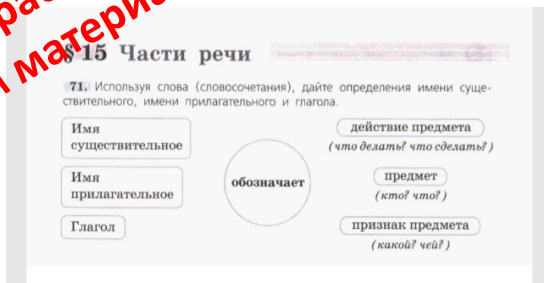 § 15 Части речи
71. Используя слова (словосочетания), дайте определения имени суще-
ствительного, имени прилагательного и глагола.
Имя
существительное
Имя
прилагательное
Глагол
обозначает
действие предмета
(что делать? что сделать?)
предмет
(кто? что?)
признак предмета
(какой? чей?)